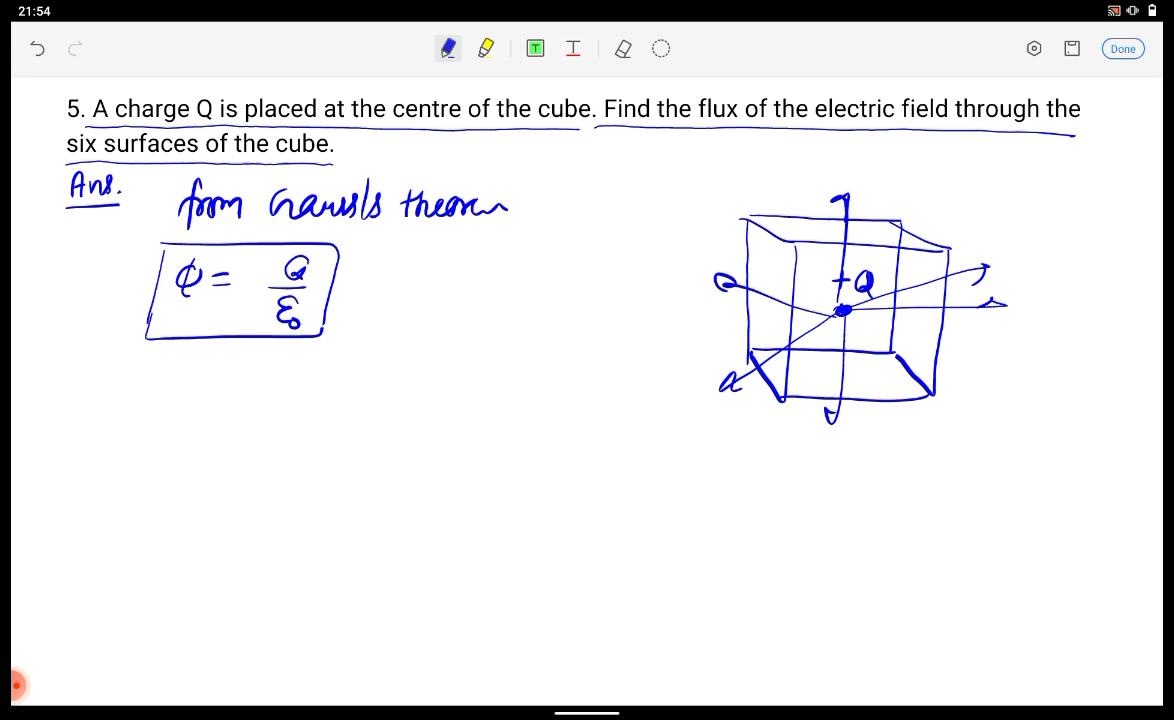 21:54
T T Done
5. A charge Q is placed at the centre of the cube. Find the flux of the electric field through the
six surfaces of the cube.
Ans.
from Gauss's theorem
ϕ = Q/ε₀
+Q